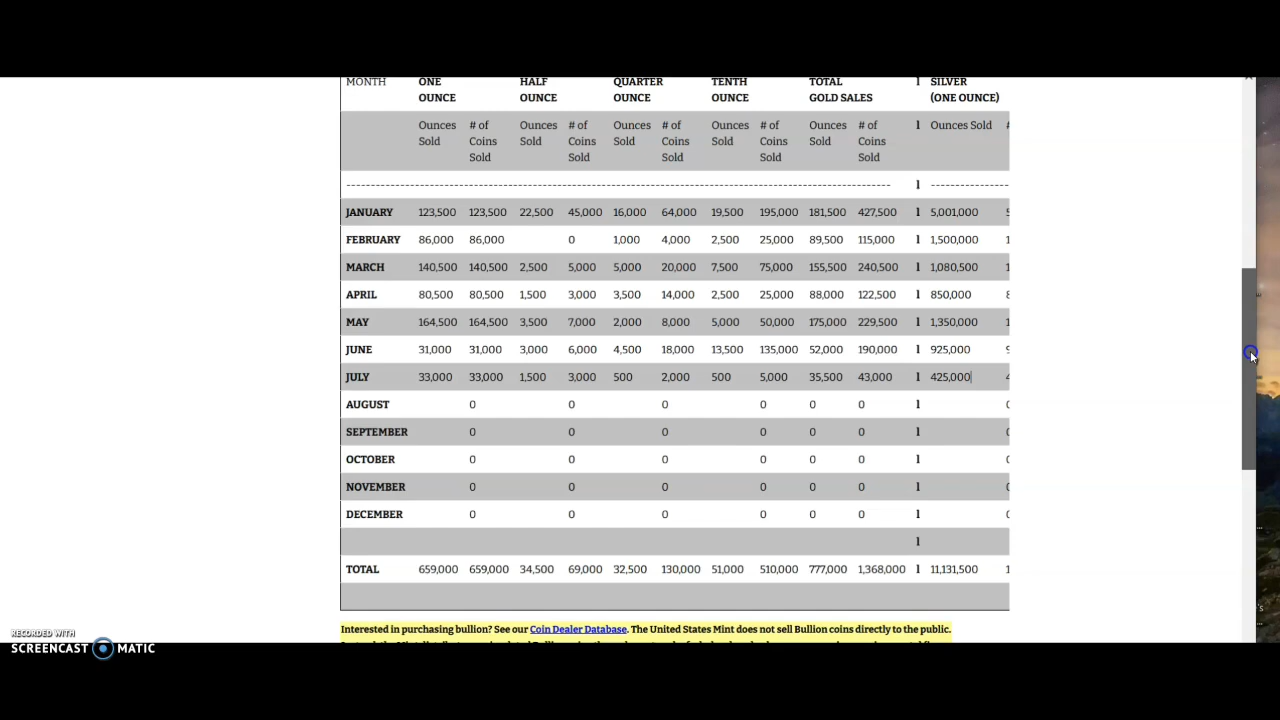 MONTH ONE OUNCE HALF OUNCE QUARTER OUNCE TENTH OUNCE TOTAL GOLD SALES l SILVER (ONE OUNCE)
Ounces Sold # of Coins Sold Ounces Sold # of Coins Sold Ounces Sold # of Coins Sold Ounces Sold # of Coins Sold Ounces Sold # of Coins Sold l Ounces Sold #
-------------------------------------------------------------------------------------------------------------- l ---------------
JANUARY 123,500 123,500 22,500 45,000 16,000 64,000 19,500 195,000 181,500 427,500 l 5,001,000
FEBRUARY 86,000 86,000 0 1,000 4,000 2,500 25,000 89,500 115,000 l 1,500,000
MARCH 140,500 140,500 2,500 5,000 5,000 20,000 7,500 75,000 155,500 240,500 l 1,080,500
APRIL 80,500 80,500 1,500 3,000 3,500 14,000 2,500 25,000 88,000 122,500 l 850,000
MAY 164,500 164,500 3,500 7,000 2,000 8,000 5,000 50,000 175,000 229,500 l 1,350,000
JUNE 31,000 31,000 3,000 6,000 4,500 18,000 13,500 135,000 52,000 190,000 l 925,000
JULY 33,000 33,000 1,500 3,000 500 2,000 500 5,000 35,500 43,000 l 425,000
AUGUST 0 0 0 0 0 0 l
SEPTEMBER 0 0 0 0 0 0 l
OCTOBER 0 0 0 0 0 0 l
NOVEMBER 0 0 0 0 0 0 l
DECEMBER 0 0 0 0 0 0 l
l
TOTAL 659,000 659,000 34,500 69,000 32,500 130,000 51,000 510,000 777,000 1,368,000 l 11,131,500
Interested in purchasing bullion? See our Coin Dealer Database. The United States Mint does not sell Bullion coins directly to the public.
RECORDED WITH
SCREENCAST MATIC